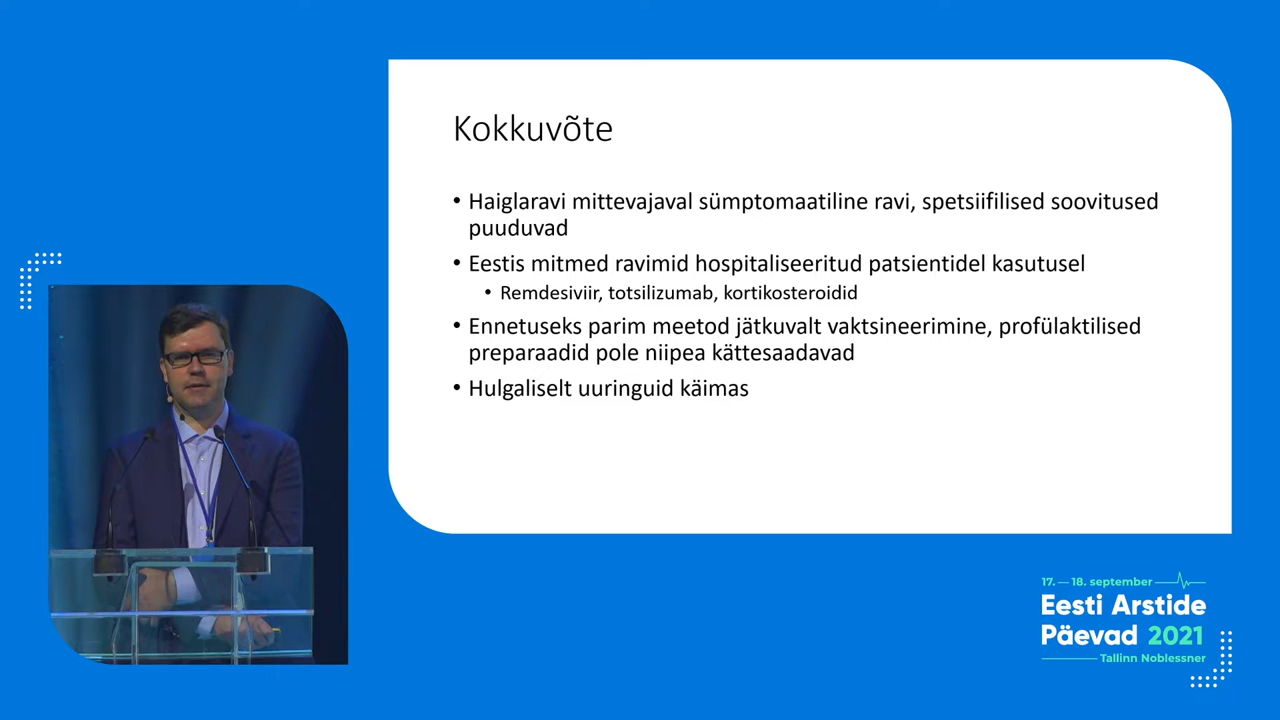 Kokkuvõte
• Haiglaravi mittevajaval sümptomaatiline ravi, spetsiifilised soovitused
puuduvad
• Eestis mitmed ravimid hospitaliseeritud patsientidel kasutusel
• Remdesiviir, totsilizumab, kortikosteroidid
• Ennetuseks parim meetod jätkuvalt vaktsineerimine, profülaktilised
preparaadid pole niipea kättesaadavad
• Hulgaliselt uuringuid käimas
17. — 18. september
Eesti Arstide
Päevad 2021
Tallinn Noblessner